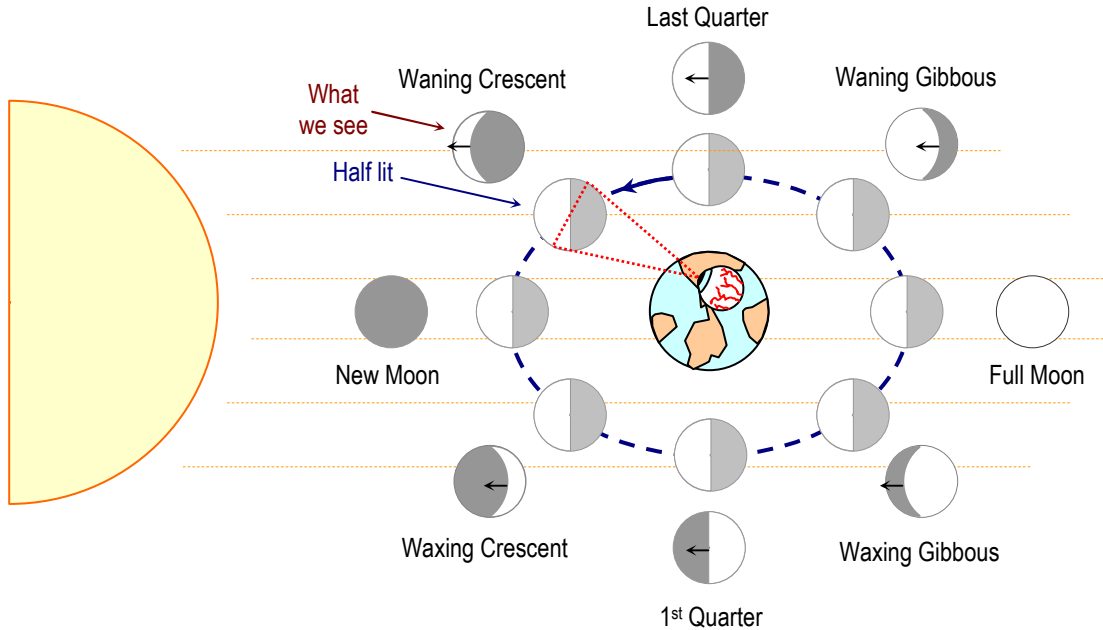 Last Quarter
Waning Crescent
Waning Gibbous
What
we see
Half lit
New Moon
Full Moon
Waxing Crescent
Waxing Gibbous
1st Quarter